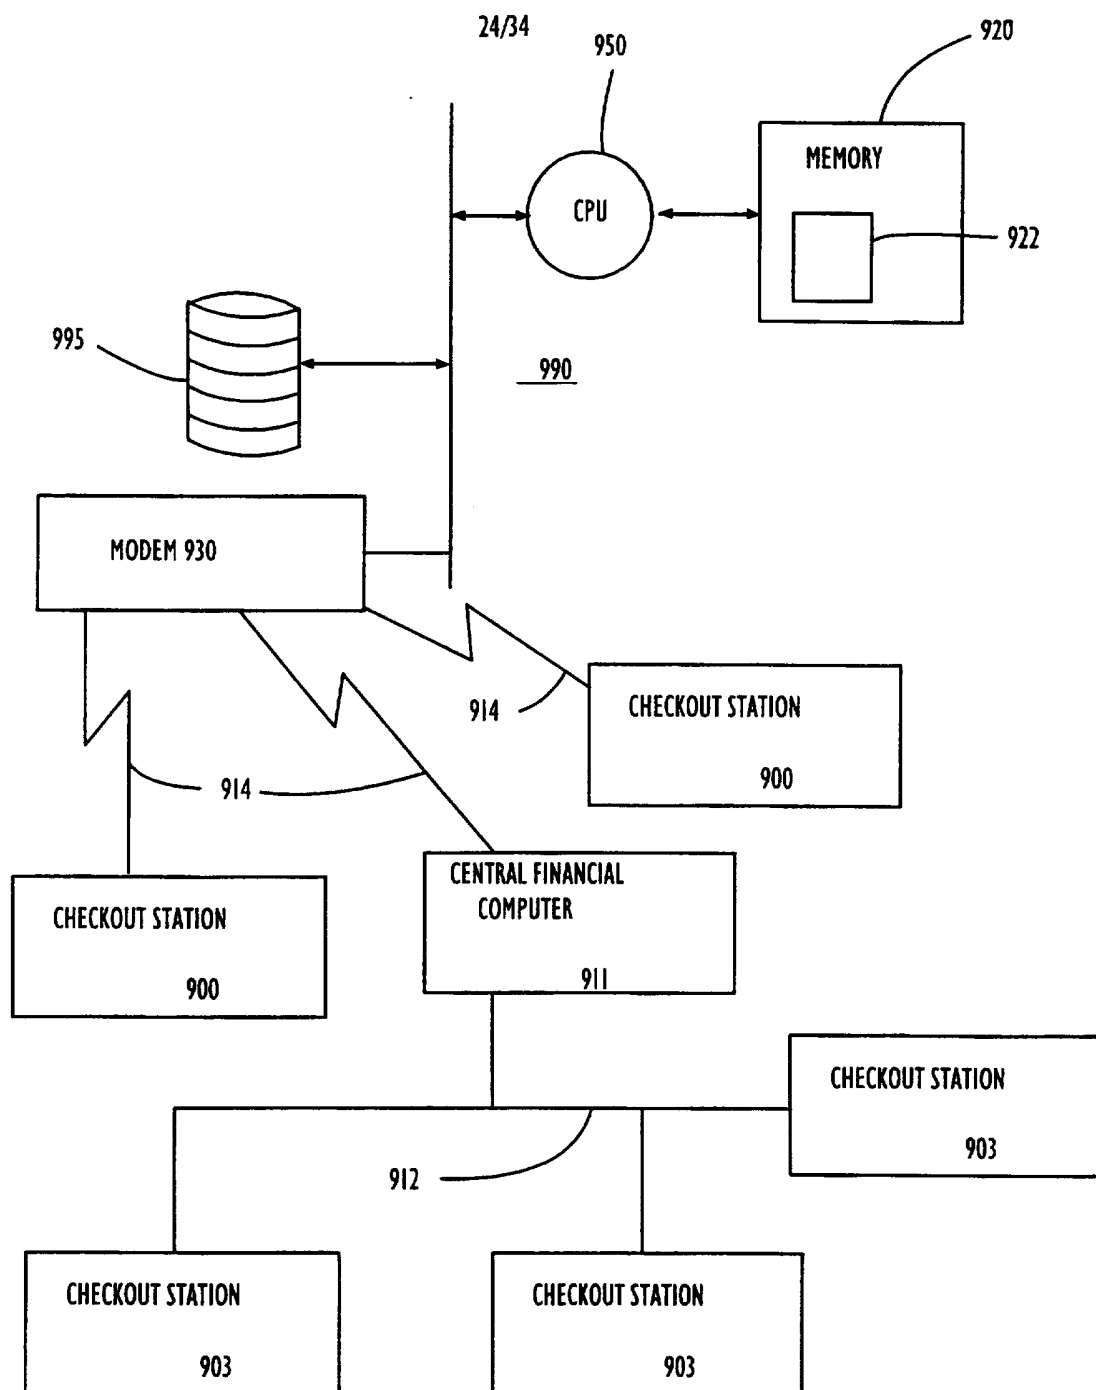 24/34
950
920
MEMORY
CPU
922
995
990
MODEM 930
914
CHECKOUT STATION
900
914
CENTRAL FINANCIAL
COMPUTER
911
CHECKOUT STATION
900
CHECKOUT STATION
903
912
CHECKOUT STATION
903
CHECKOUT STATION
903